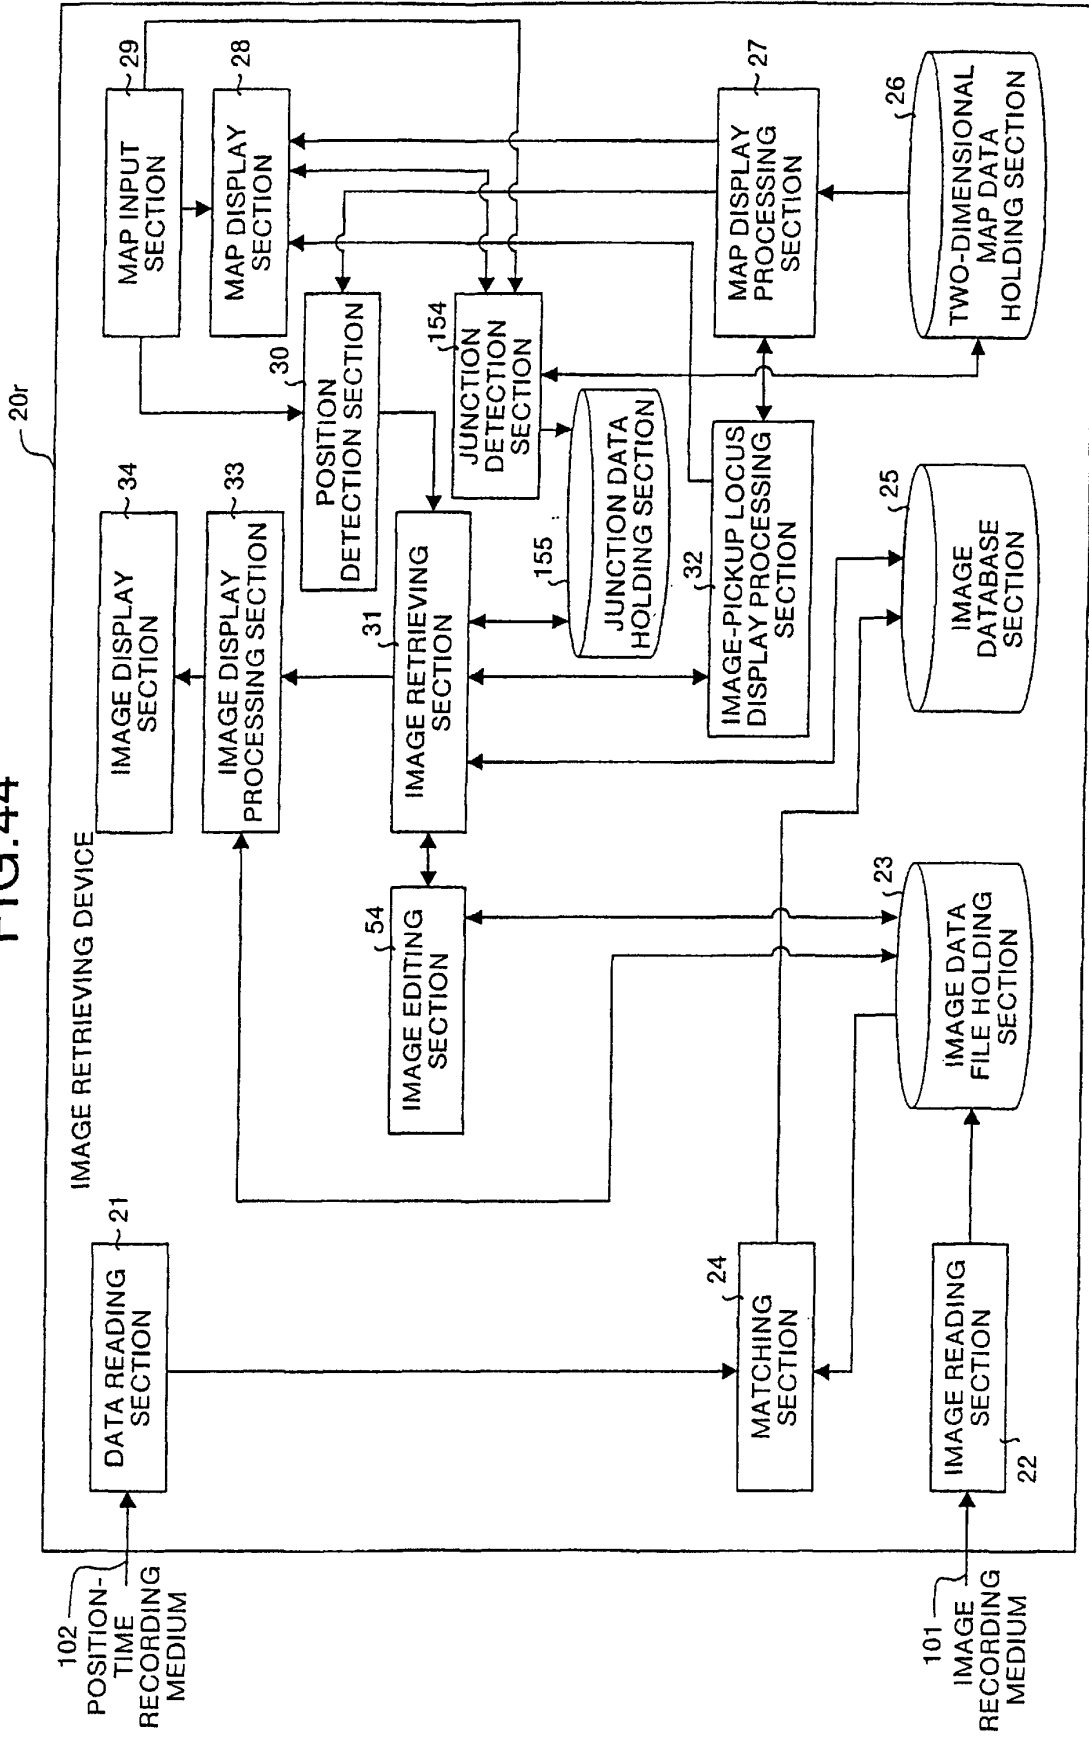 FIG.44
20r
IMAGE RETRIEVING DEVICE
102
POSITION-
TIME
RECORDING
MEDIUM
21
DATA READING
SECTION
34
IMAGE DISPLAY
SECTION
29
MAP INPUT
SECTION
33
IMAGE DISPLAY
PROCESSING SECTION
28
MAP DISPLAY
SECTION
30
POSITION
DETECTION SECTION
54
IMAGE EDITING
SECTION
31
IMAGE RETRIEVING
SECTION
154
JUNCTION
DETECTION
SECTION
155
JUNCTION DATA
HOLDING SECTION
24
MATCHING
SECTION
32
IMAGE-PICKUP LOCUS
DISPLAY PROCESSING
SECTION
27
MAP DISPLAY
PROCESSING
SECTION
101
IMAGE
RECORDING
MEDIUM
22
IMAGE READING
SECTION
23
IMAGE DATA
FILE HOLDING
SECTION
25
IMAGE
DATABASE
SECTION
26
TWO-DIMENSIONAL
MAP DATA
HOLDING SECTION